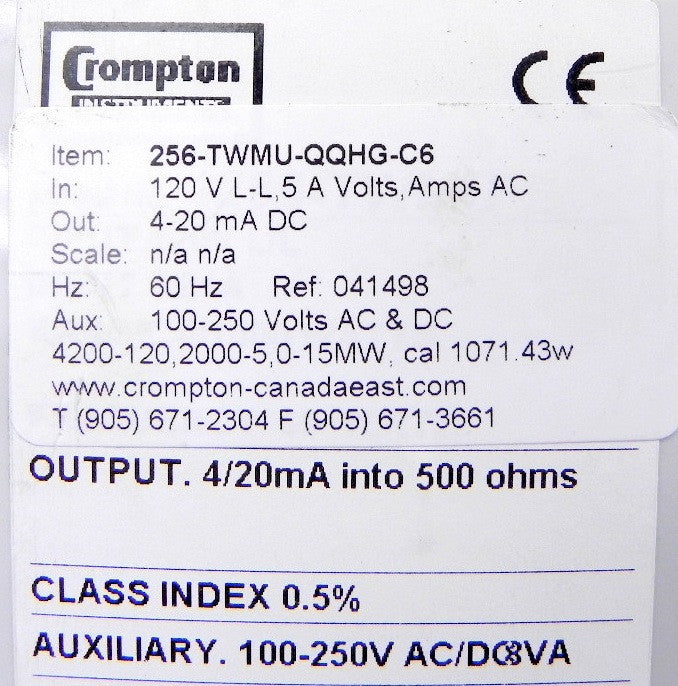 Crompton
INSTRUMENTS
CE
Item: 256-TWMU-QQHG-C6
In: 120 V L-L,5 A Volts,Amps AC
Out: 4-20 mA DC
Scale: n/a n/a
Hz: 60 Hz Ref: 041498
Aux: 100-250 Volts AC & DC
4200-120,2000-5,0-15MW, cal 1071.43w
www.crompton-canadaeast.com
T (905) 671-2304 F (905) 671-3661
OUTPUT. 4/20mA into 500 ohms
CLASS INDEX 0.5%
AUXILIARY. 100-250V AC/DC VA